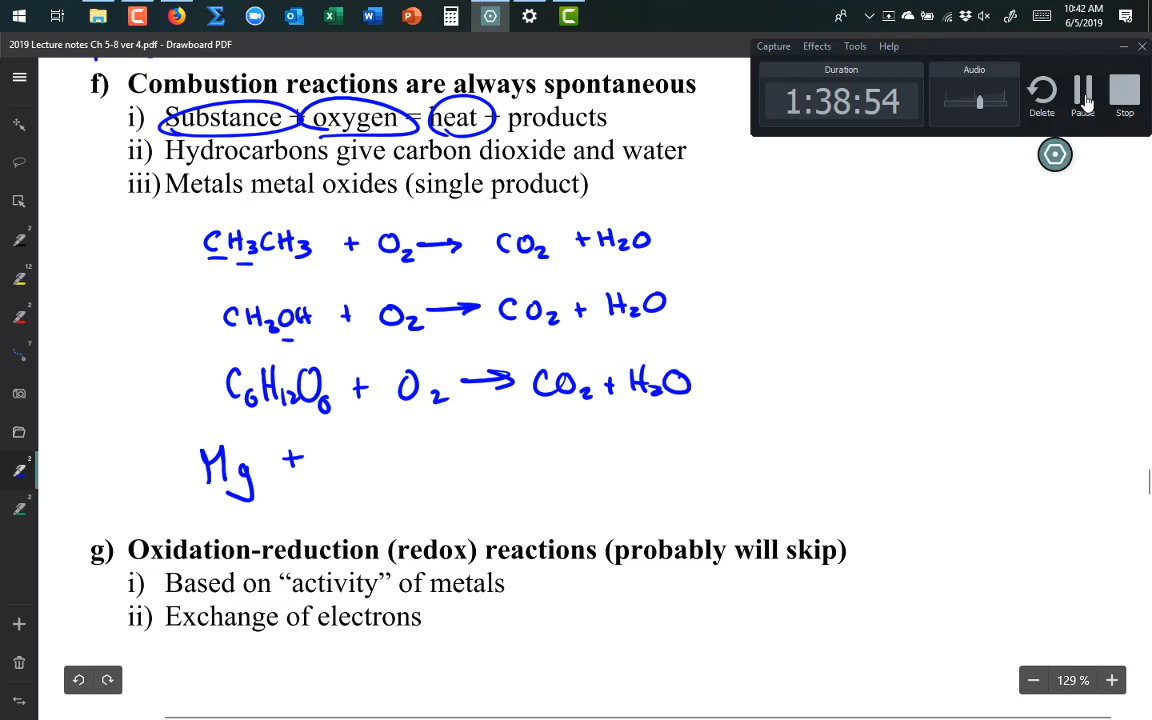 10:42 AM
6/5/2019
2019 Lecture notes Ch 5-8 ver 4.pdf - Drawboard PDF
Capture Effects Tools Help
Duration
Audio
1:38:54
Delete Pause Stop
f) Combustion reactions are always spontaneous
i) Substance + oxygen = heat + products
ii) Hydrocarbons give carbon dioxide and water
iii) Metals metal oxides (single product)
CH3CH3 + O2 → CO2 + H2O
CH3OH + O2 → CO2 + H2O
C6H12O6 + O2 → CO2 + H2O
Mg +
g) Oxidation-reduction (redox) reactions (probably will skip)
i) Based on “activity” of metals
ii) Exchange of electrons
129 %